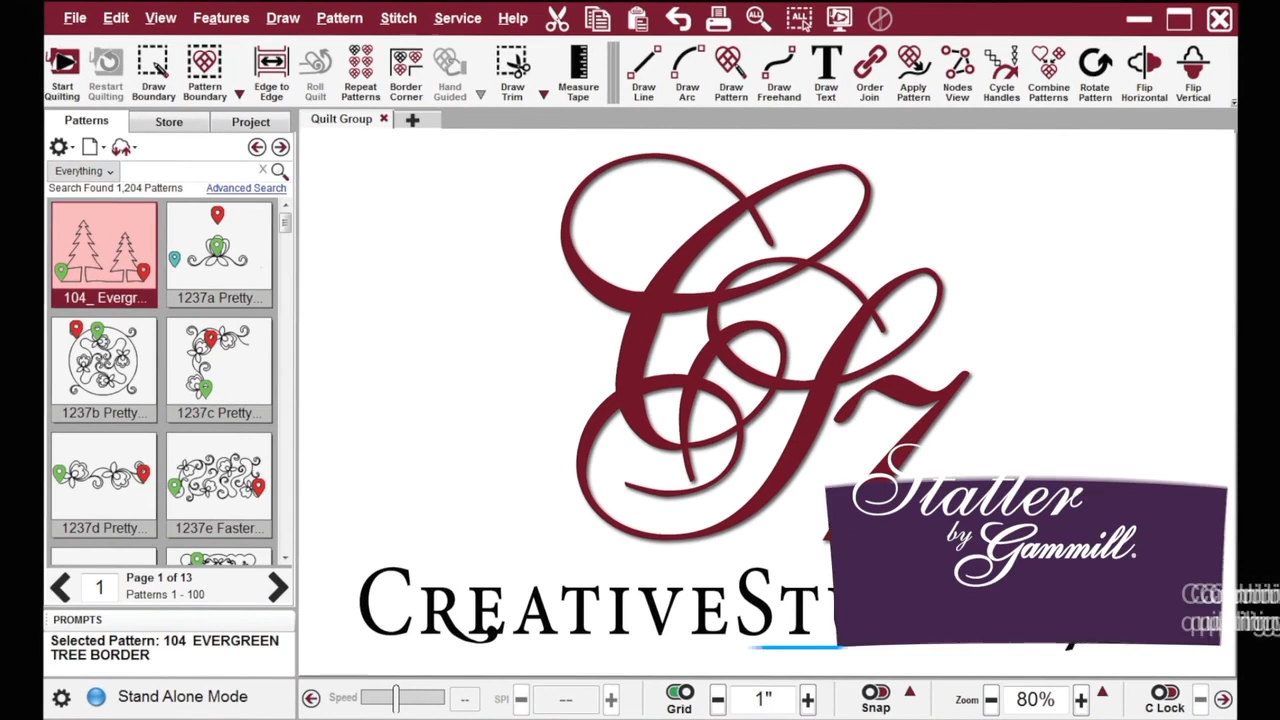 File Edit View Features Draw Pattern Stitch Service Help
ALL ALL
Start Quilting
Restart Quilting
Draw Boundary
Pattern Boundary
Edge to Edge
Roll Quilt
Repeat Patterns
Border Corner
Hand Guided
Draw Trim
Measure Tape
Draw Line
Draw Arc
Draw Pattern
Draw Freehand
T
Draw Text
Order Join
Apply Pattern
Nodes View
Cycle Handles
Combine Patterns
Rotate Pattern
Flip Horizontal
Flip Vertical
Patterns Store Project
Quilt Group
Everything
Search Found 1,204 Patterns Advanced Search
104_ Evergr... 1237a Pretty...
1237b Pretty... 1237c Pretty...
1237d Pretty... 1237e Faster...
1 Page 1 of 13
Patterns 1 - 100
PROMPTS
Selected Pattern: 104 EVERGREEN
TREE BORDER
Stand Alone Mode
CS7
Statler
by Gammill.
CREATIVEST
Speed -- SPI -- Grid 1" Snap Zoom 80% C Lock